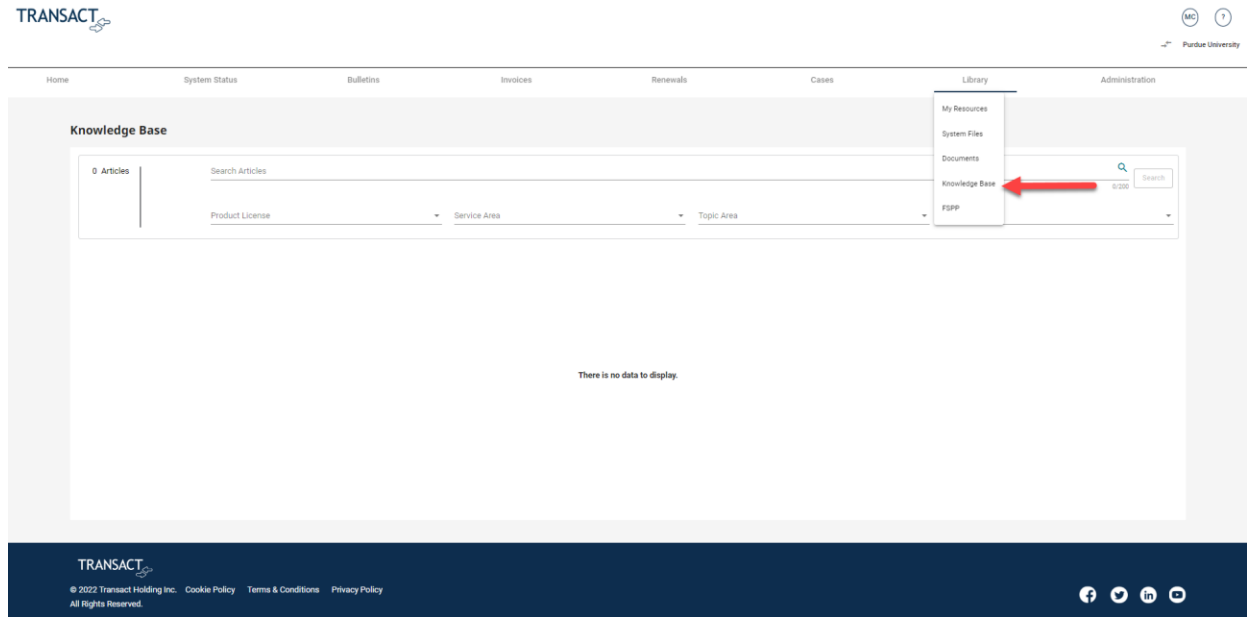 TRANSACT
MC ?
Purdue University
Home System Status Bulletins Invoices Renewals Cases Library Administration
My Resources
System Files
Documents
Knowledge Base
FSPP
Knowledge Base
0 Articles Search Articles Search
0/200
Product License Service Area Topic Area
There is no data to display.
TRANSACT
© 2022 Transact Holding Inc. Cookie Policy Terms & Conditions Privacy Policy
All Rights Reserved.